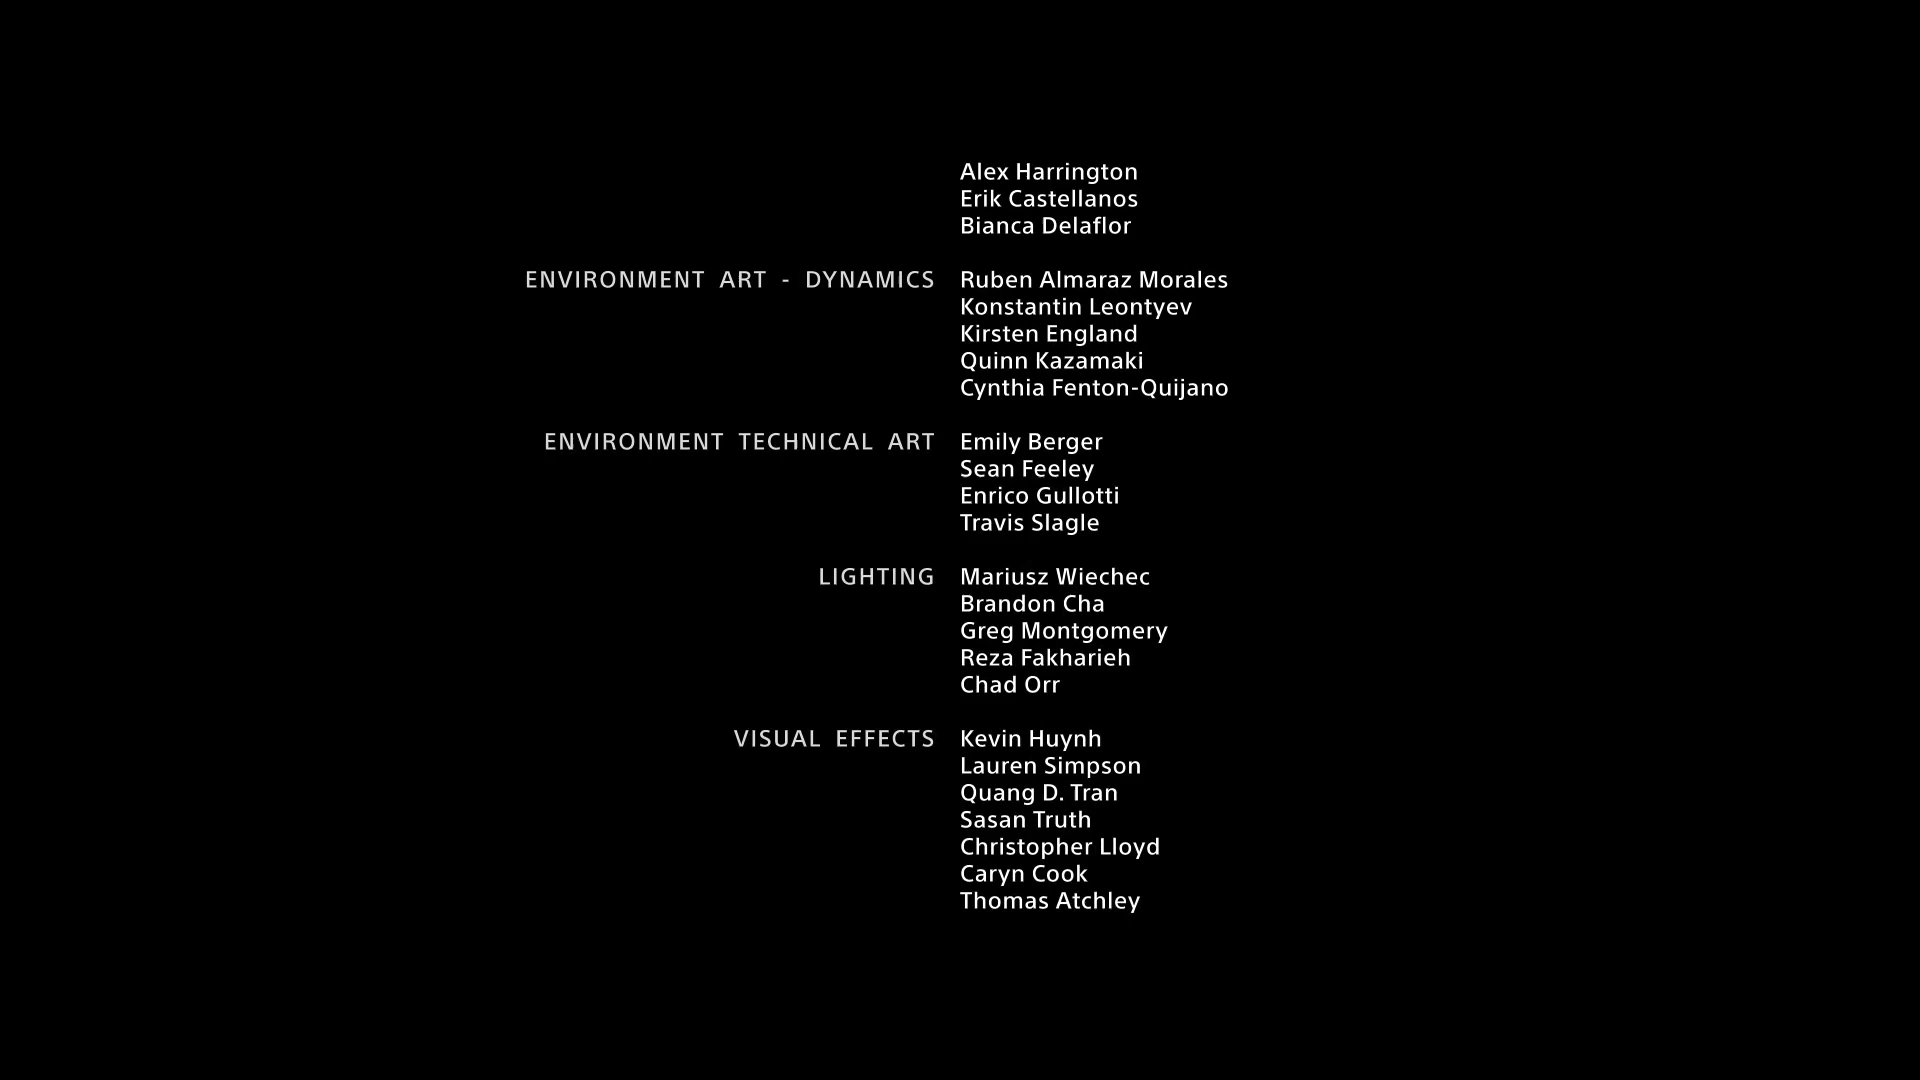 Alex Harrington
Erik Castellanos
Bianca Delaflor
ENVIRONMENT ART - DYNAMICS Ruben Almaraz Morales
Konstantin Leontyev
Kirsten England
Quinn Kazamaki
Cynthia Fenton-Quijano
ENVIRONMENT TECHNICAL ART Emily Berger
Sean Feeley
Enrico Gullotti
Travis Slagle
LIGHTING Mariusz Wiechec
Brandon Cha
Greg Montgomery
Reza Fakharieh
Chad Orr
VISUAL EFFECTS Kevin Huynh
Lauren Simpson
Quang D. Tran
Sasan Truth
Christopher Lloyd
Caryn Cook
Thomas Atchley